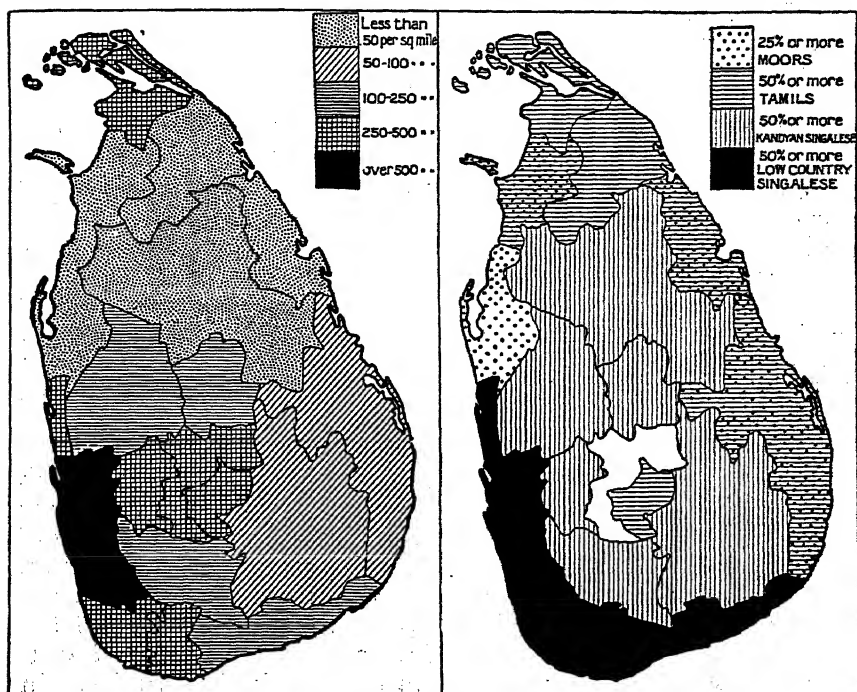 Less than
50 per sq mile
50-100 "
100-250 "
250-500 "
over 500 "
25% or more
MOORS
50% or more
TAMILS
50% or more
KANDYAN SINGALESE
50% or more
LOW COUNTRY
SINGALESE